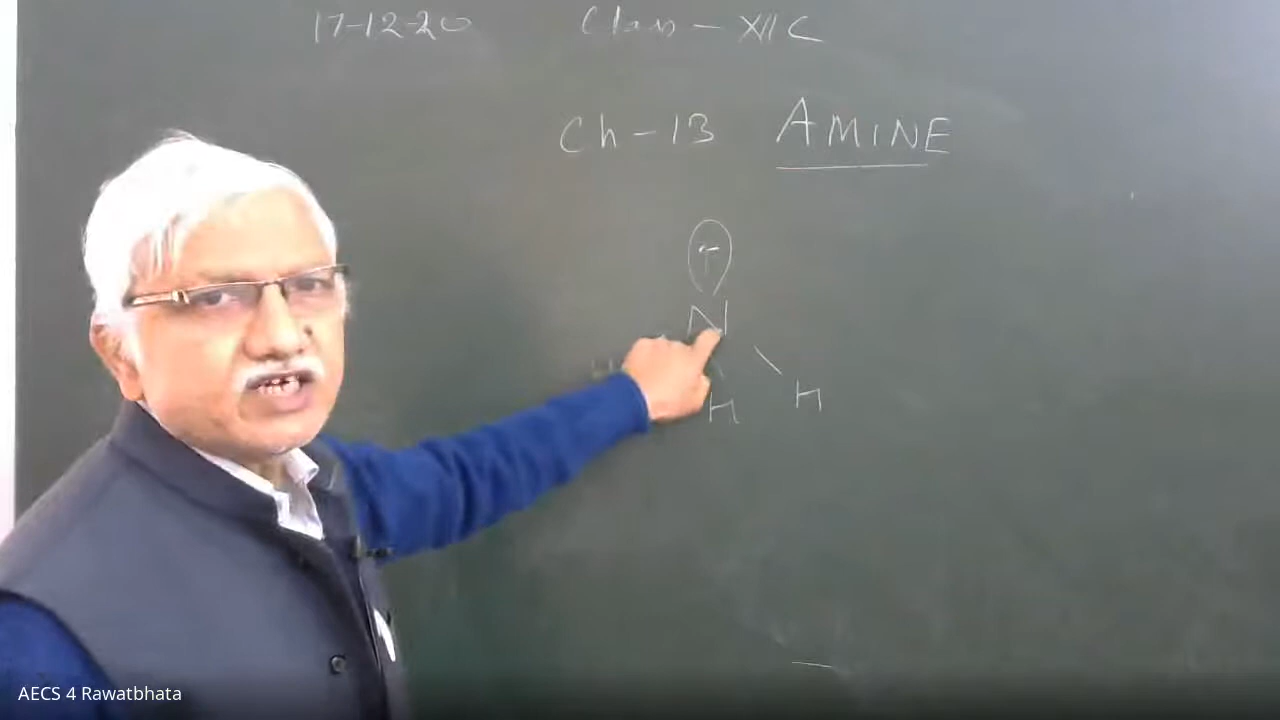 17-12-20 Class - XII C
Ch - 13 AMINE
N
H H H
AECS 4 Rawatbhata